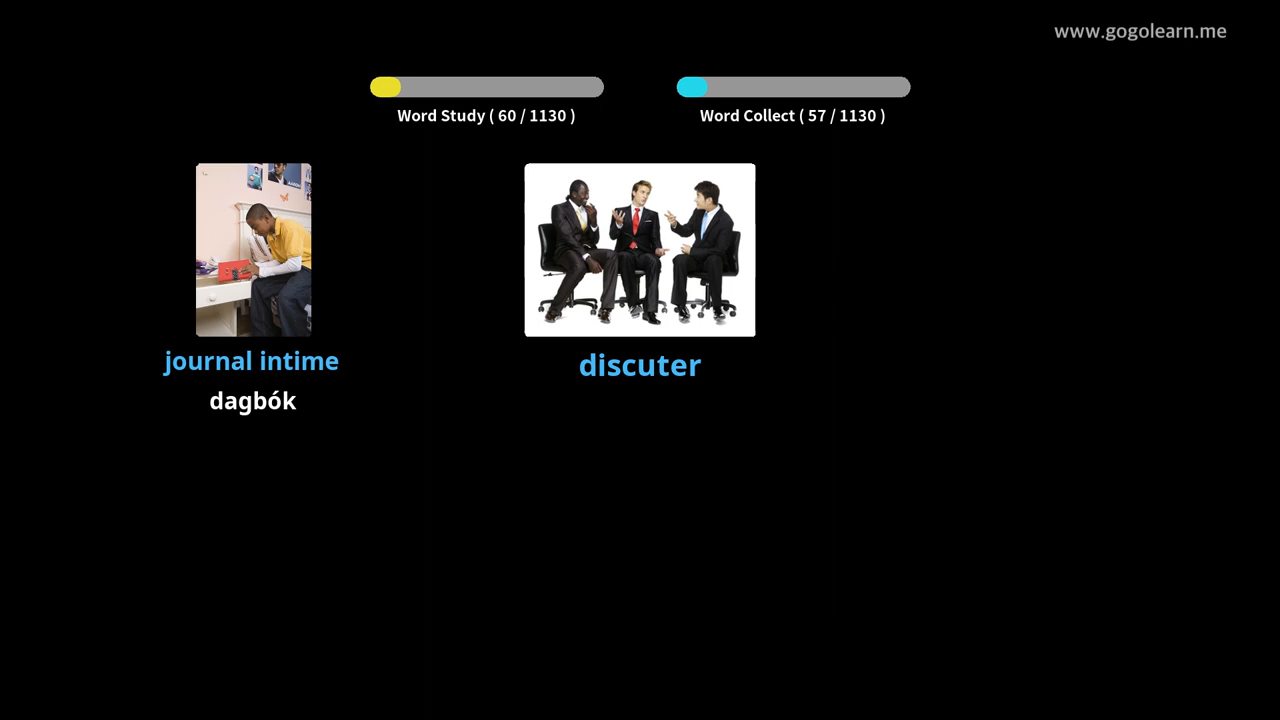 www.gogolearn.me
Word Study ( 60 / 1130 )
Word Collect ( 57 / 1130 )
journal intime
dagbók
discuter